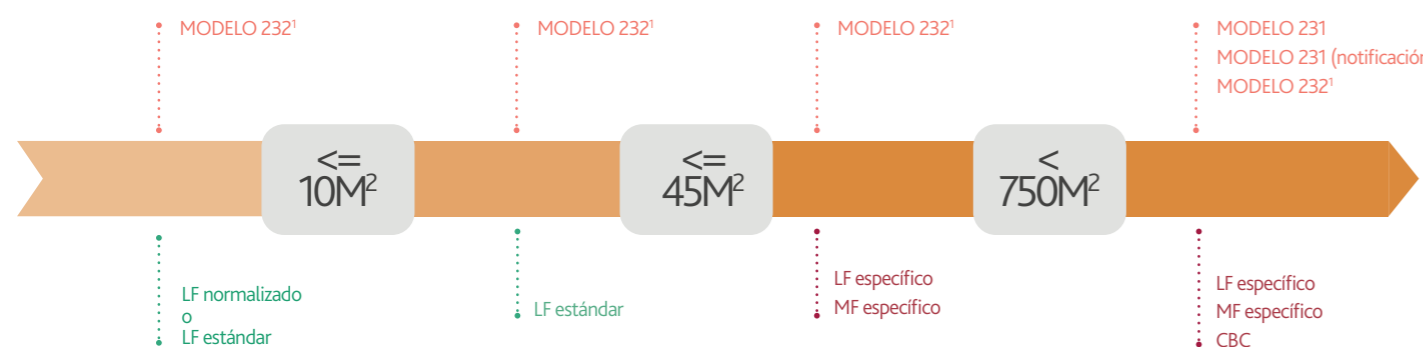 MODELO 232¹
MODELO 232¹
MODELO 232¹
MODELO 231
MODELO 231 (notificación
MODELO 232¹
<=
10M²
<=
45M²
<
750M²
LF normalizado
o
LF estándar
LF estándar
LF específico
MF específico
LF específico
MF específico
CBC